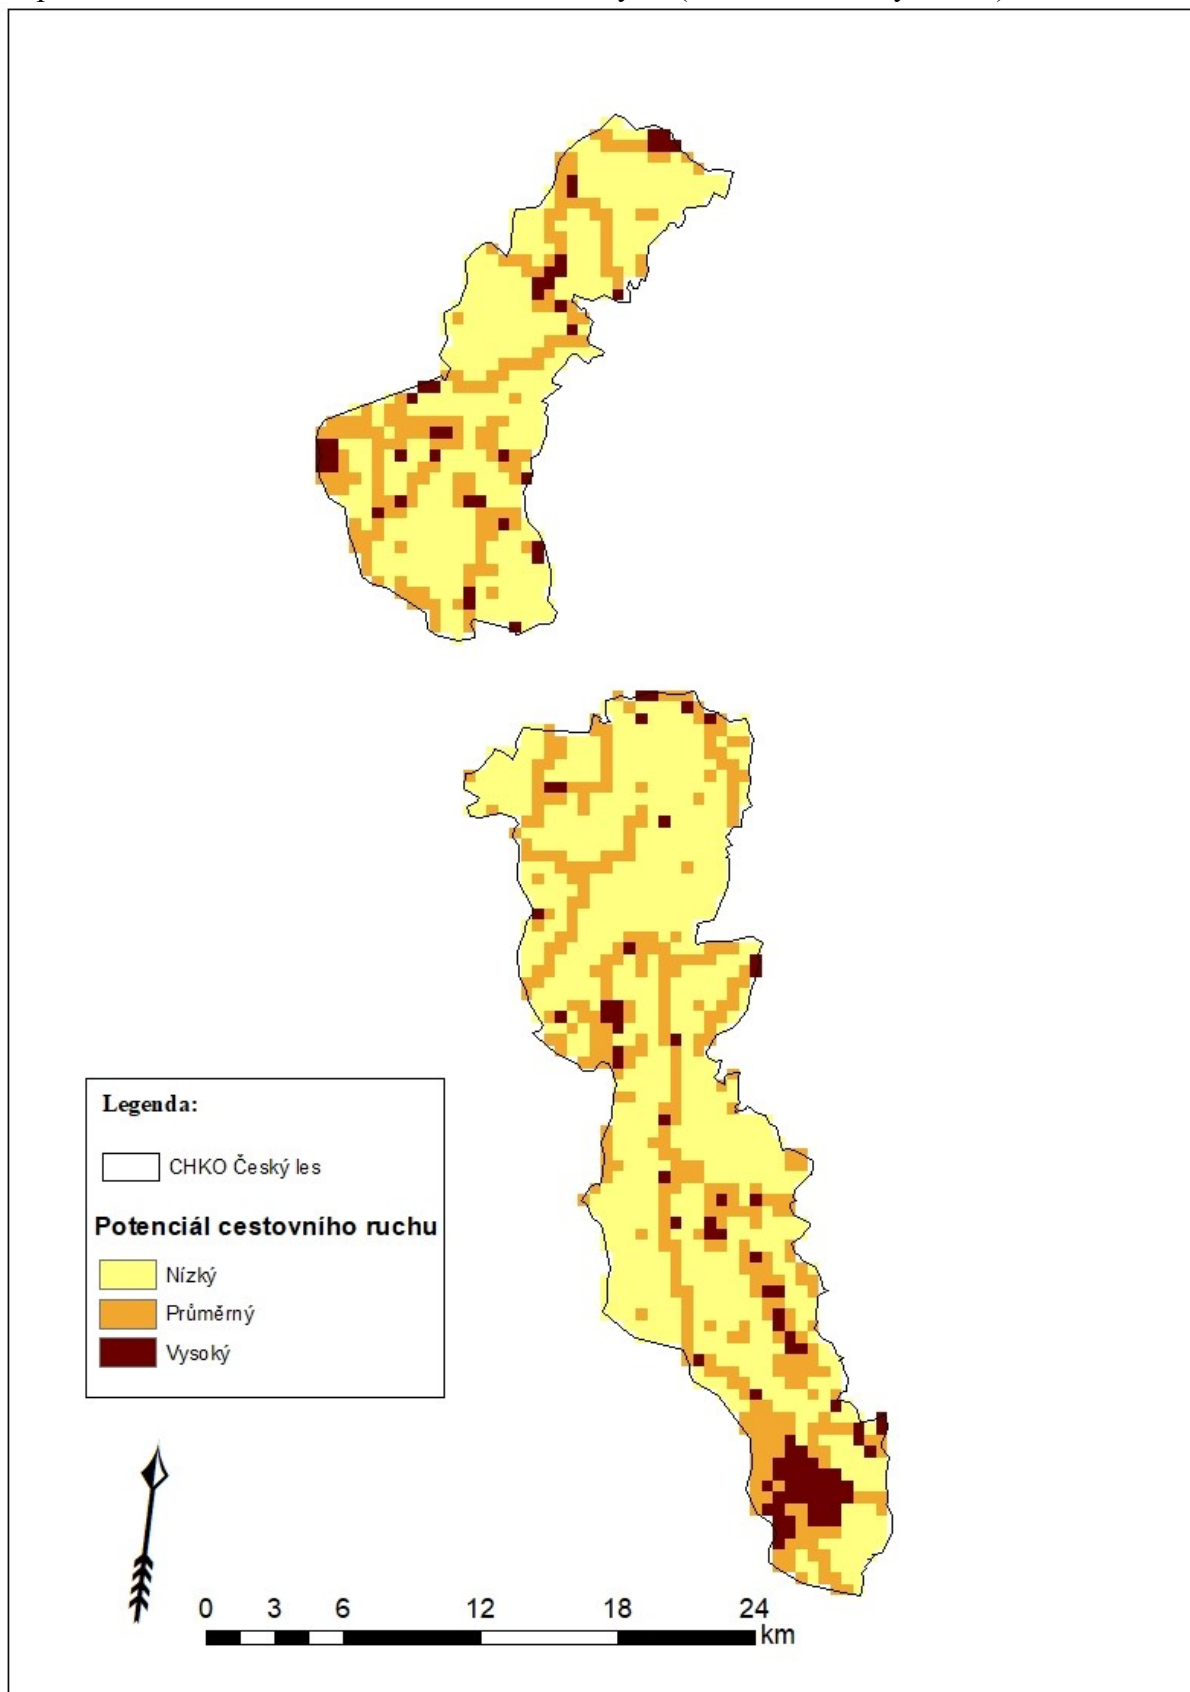 Legenda:
CHKO Český les
Potenciál cestovního ruchu
Nízký
Průměrný
Vysoký
0 3 6 12 18 24
km